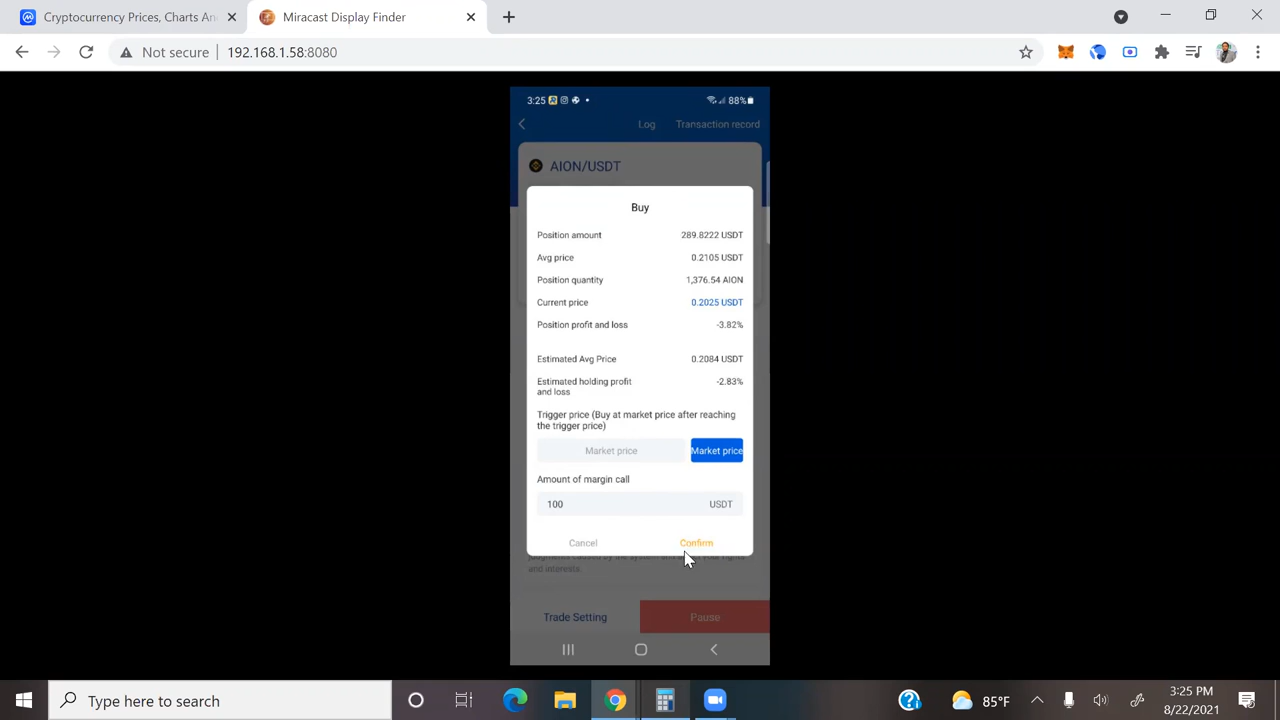 Cryptocurrency Prices, Charts An
Miracast Display Finder
Not secure
192.168.1.58:8080
3:25
88%
Log
Transaction record
AION/USDT
Buy
Position amount 289.8222 USDT
Avg price 0.2105 USDT
Position quantity 1,376.54 AION
Current price 0.2025 USDT
Position profit and loss -3.82%
Estimated Avg Price 0.2084 USDT
Estimated holding profit -2.83%
and loss
Trigger price (Buy at market price after reaching
the trigger price)
Market price Market price
Amount of margin call
100 USDT
Cancel Confirm
and interests.
Trade Setting Pause
Type here to search
85°F
3:25 PM
8/22/2021